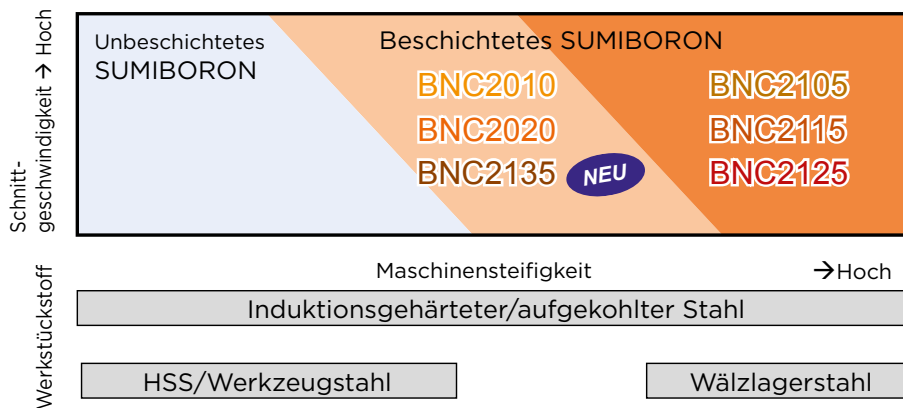 Schnitt-
geschwindigkeit → Hoch
Unbeschichtetes
SUMIBORON
Beschichtetes SUMIBORON
BNC2010
BNC2020
BNC2135
NEU
BNC2105
BNC2115
BNC2125
Maschinensteifigkeit
→Hoch
Werkstückstoff
Induktionsgehärteter/aufgekohlter Stahl
HSS/Werkzeugstahl
Wälzlagerstahl